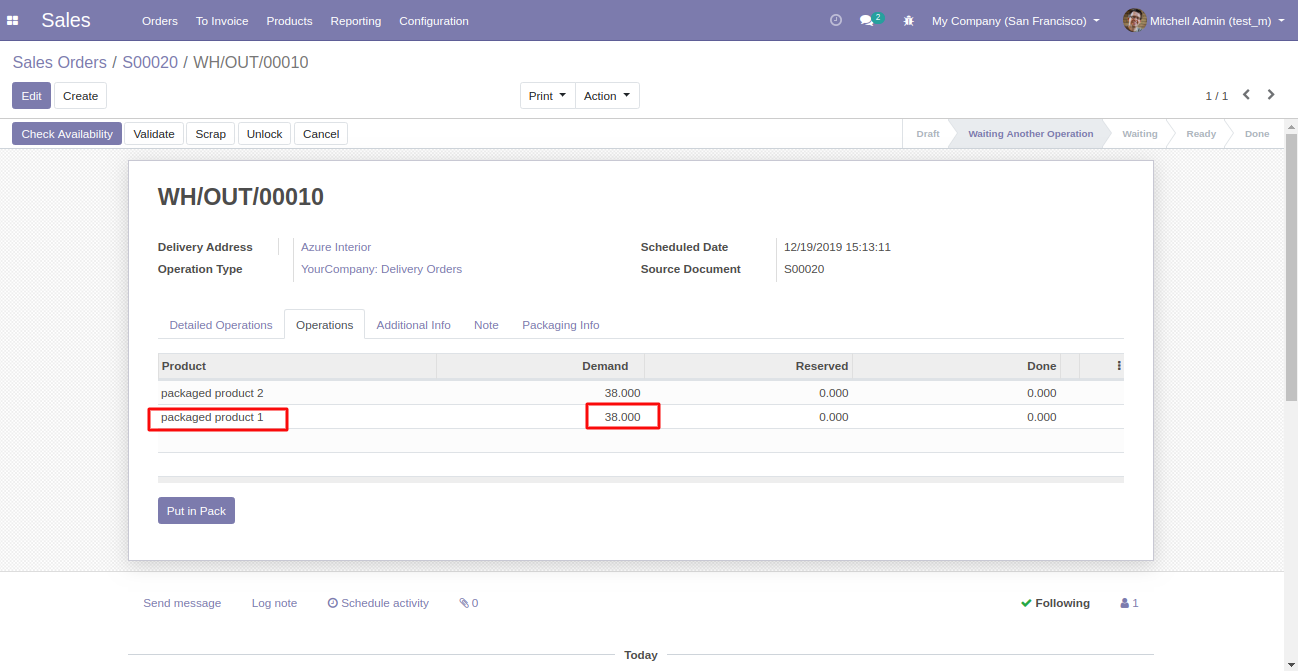 Sales Orders To Invoice Products Reporting Configuration 2 My Company (San Francisco) Mitchell Admin (test_m)
Sales Orders / S00020 / WH/OUT/00010
Edit Create Print Action 1 / 1
Check Availability Validate Scrap Unlock Cancel Draft Waiting Another Operation Waiting Ready Done
WH/OUT/00010
Delivery Address Azure Interior Scheduled Date 12/19/2019 15:13:11
Operation Type YourCompany: Delivery Orders Source Document S00020
Detailed Operations Operations Additional Info Note Packaging Info
Product Demand Reserved Done
packaged product 2 38.000 0.000 0.000
packaged product 1 38.000 0.000 0.000
Put in Pack
Send message Log note Schedule activity 0 Following 1
Today